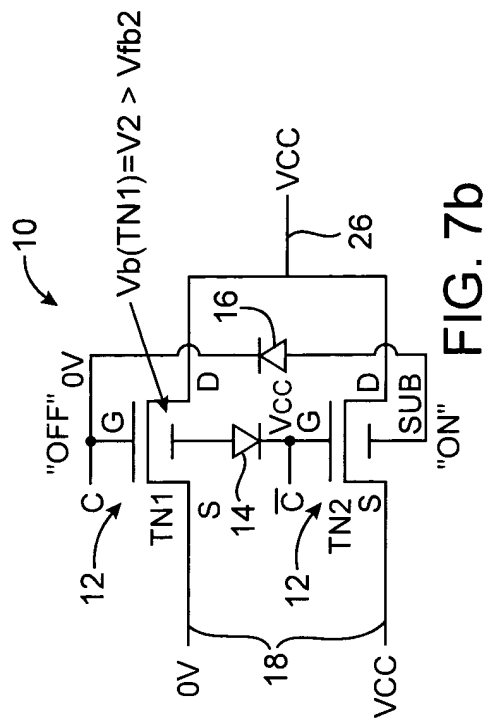 10
"OFF"
0V
Vb(TN1)=V2 > Vfb2
C
G
12
TN1
D
S
16
14
VCC
0V
18
VCC
26
C̅
G
12
TN2
D
S
SUB
VCC
"ON"
FIG. 7b